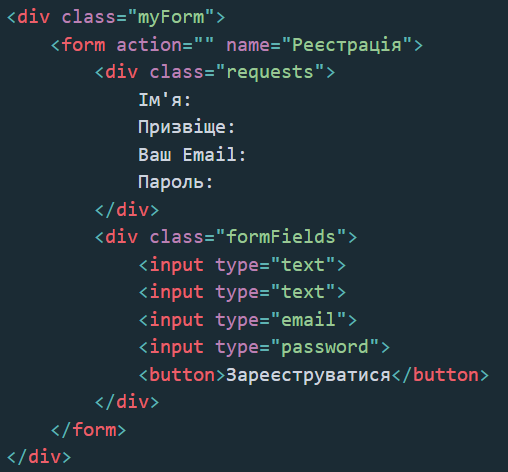 <div class="myForm">
<form action="" name="Реєстрація">
<div class="requests">
Ім'я:
Призвіще:
Ваш Email:
Пароль:
</div>
<div class="formFields">
<input type="text">
<input type="text">
<input type="email">
<input type="password">
<button>Зареєструватися</button>
</div>
</form>
</div>